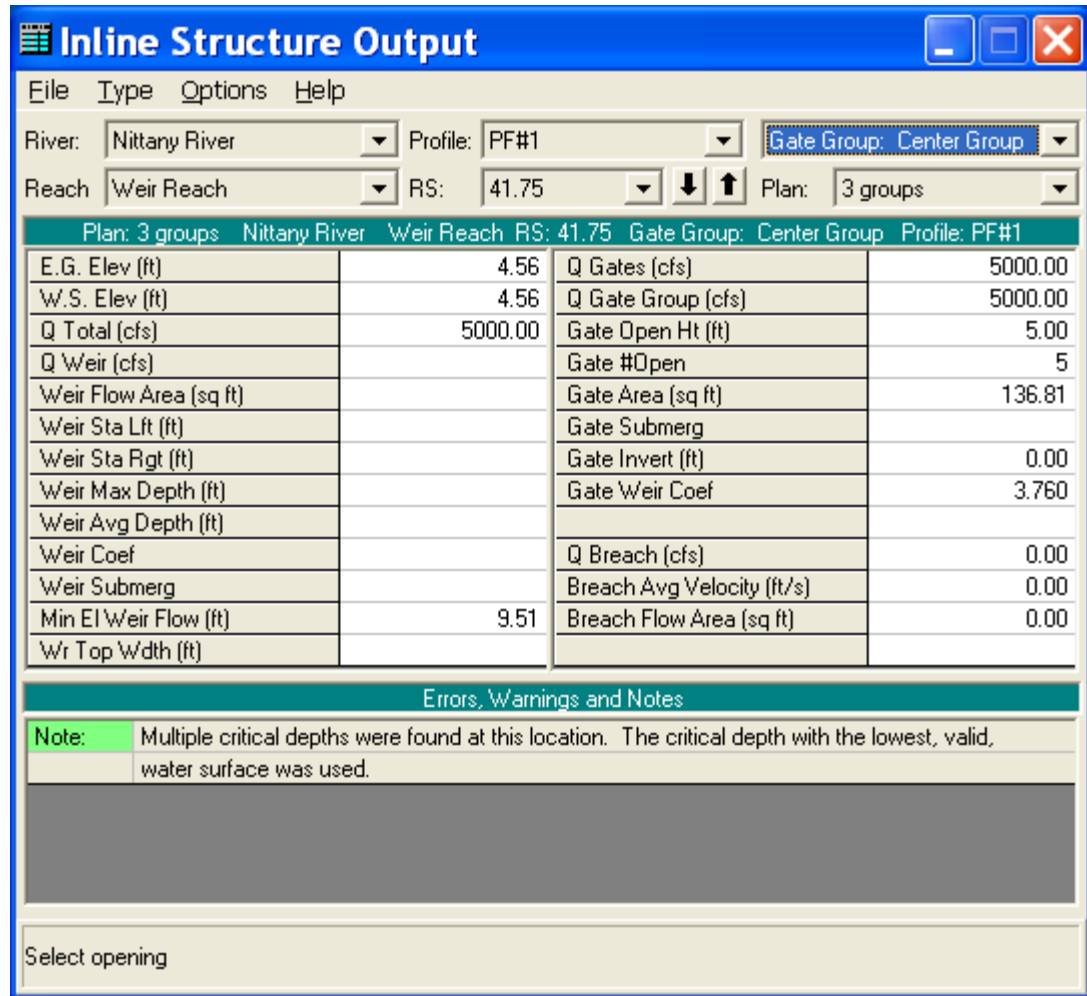 Inline Structure Output
File Type Options Help
River: Nittany River Profile: PF#1 Gate Group: Center Group
Reach Weir Reach RS: 41.75 Plan: 3 groups
Plan: 3 groups Nittany River Weir Reach RS: 41.75 Gate Group: Center Group Profile: PF#1
E.G. Elev (ft) 4.56 Q Gates (cfs) 5000.00
W.S. Elev (ft) 4.56 Q Gate Group (cfs) 5000.00
Q Total (cfs) 5000.00 Gate Open Ht (ft) 5.00
Q Weir (cfs) Gate #Open 5
Weir Flow Area (sq ft) Gate Area (sq ft) 136.81
Weir Sta Lft (ft) Gate Submerg
Weir Sta Rgt (ft) Gate Invert (ft) 0.00
Weir Max Depth (ft) Gate Weir Coef 3.760
Weir Avg Depth (ft)
Weir Coef Q Breach (cfs) 0.00
Weir Submerg Breach Avg Velocity (ft/s) 0.00
Min El Weir Flow (ft) 9.51 Breach Flow Area (sq ft) 0.00
Wr Top Wdth (ft)
Errors, Warnings and Notes
Note: Multiple critical depths were found at this location. The critical depth with the lowest, valid,
water surface was used.
Select opening